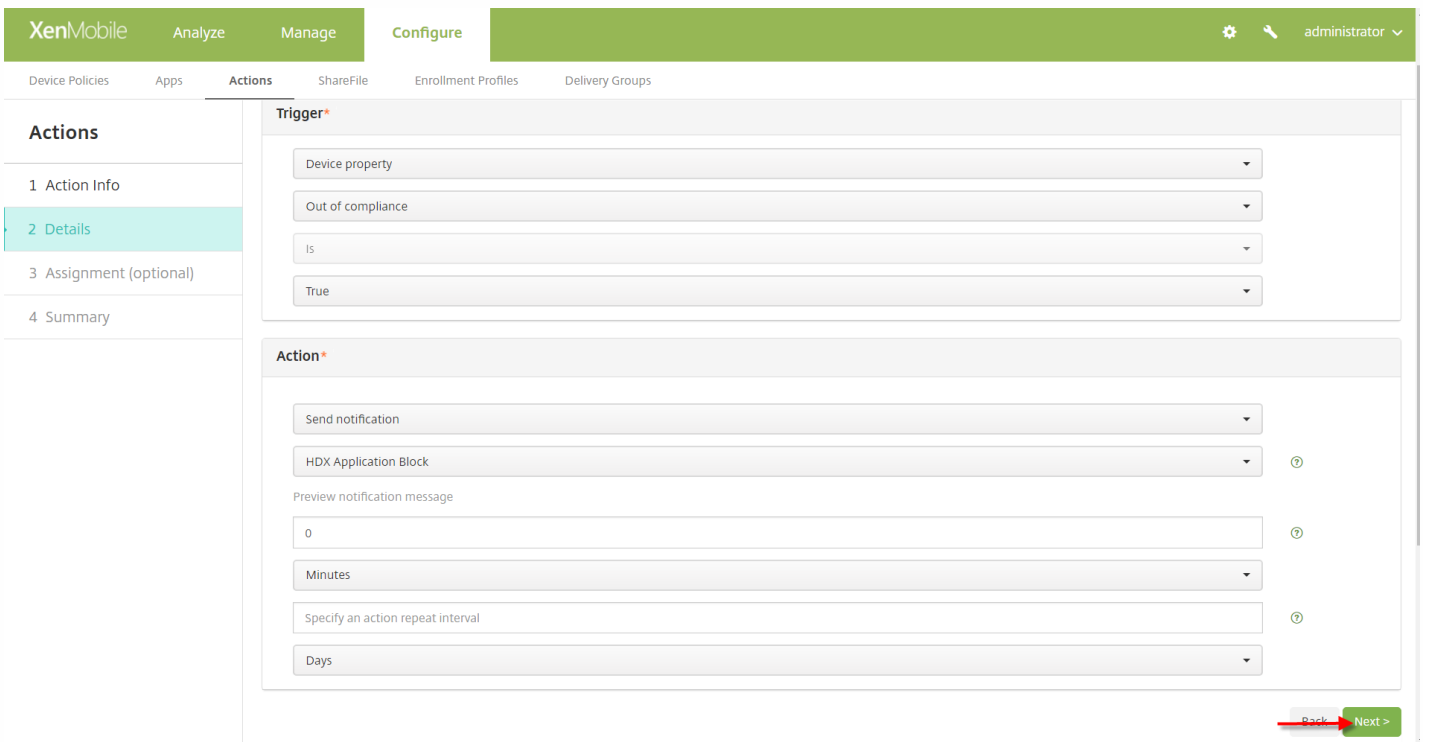 XenMobile Analyze Manage Configure administrator
Device Policies Apps Actions ShareFile Enrollment Profiles Delivery Groups
Actions
1 Action Info
2 Details
3 Assignment (optional)
4 Summary
Trigger*
Device property
Out of compliance
Is
True
Action*
Send notification
HDX Application Block
Preview notification message
0
Minutes
Specify an action repeat interval
Days
Back Next >